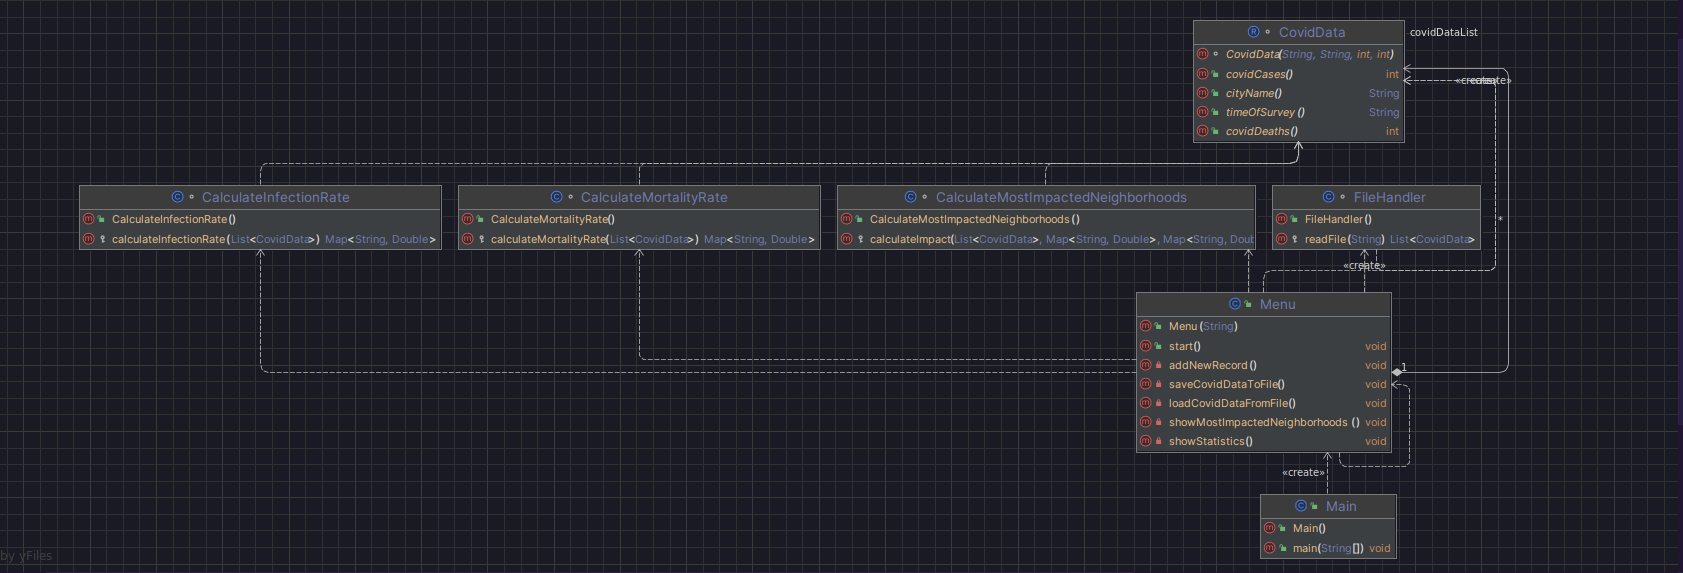 CovidData
covidDataList
CovidData(String, String, int, int)
covidCases() int
«create»
cityName() String
timeOfSurvey() String
covidDeaths() int
CalculateInfectionRate
CalculateInfectionRate()
calculateInfectionRate(List<CovidData>) Map<String, Double>
CalculateMortalityRate
CalculateMortalityRate()
calculateMortalityRate(List<CovidData>) Map<String, Double>
CalculateMostImpactedNeighborhoods
CalculateMostImpactedNeighborhoods()
calculateImpact(List<CovidData>, Map<String, Double>, Map<String, Doub
FileHandler
FileHandler()
readFile(String) List<CovidData>
*
«create»
Menu
Menu(String)
start() void
addNewRecord() void
1
saveCovidDataToFile() void
loadCovidDataFromFile() void
showMostImpactedNeighborhoods() void
showStatistics() void
«create»
Main
Main()
main(String[]) void
by yFiles